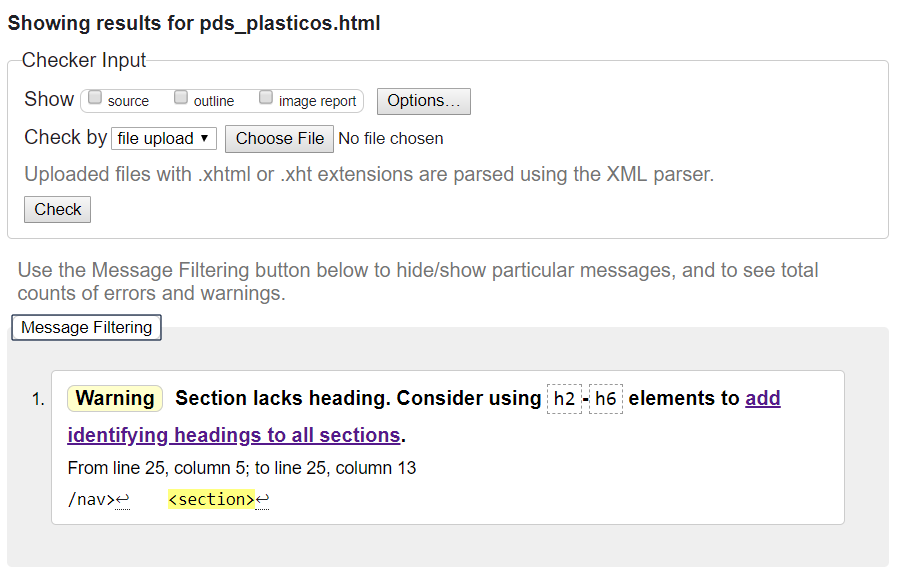 Showing results for pds_plasticos.html
Checker Input
Show source outline image report Options...
Check by file upload ▼ Choose File No file chosen
Uploaded files with .xhtml or .xht extensions are parsed using the XML parser.
Check
Use the Message Filtering button below to hide/show particular messages, and to see total
counts of errors and warnings.
Message Filtering
1. Warning Section lacks heading. Consider using h2-h6 elements to add
identifying headings to all sections.
From line 25, column 5; to line 25, column 13
/nav>↩ <section>↩